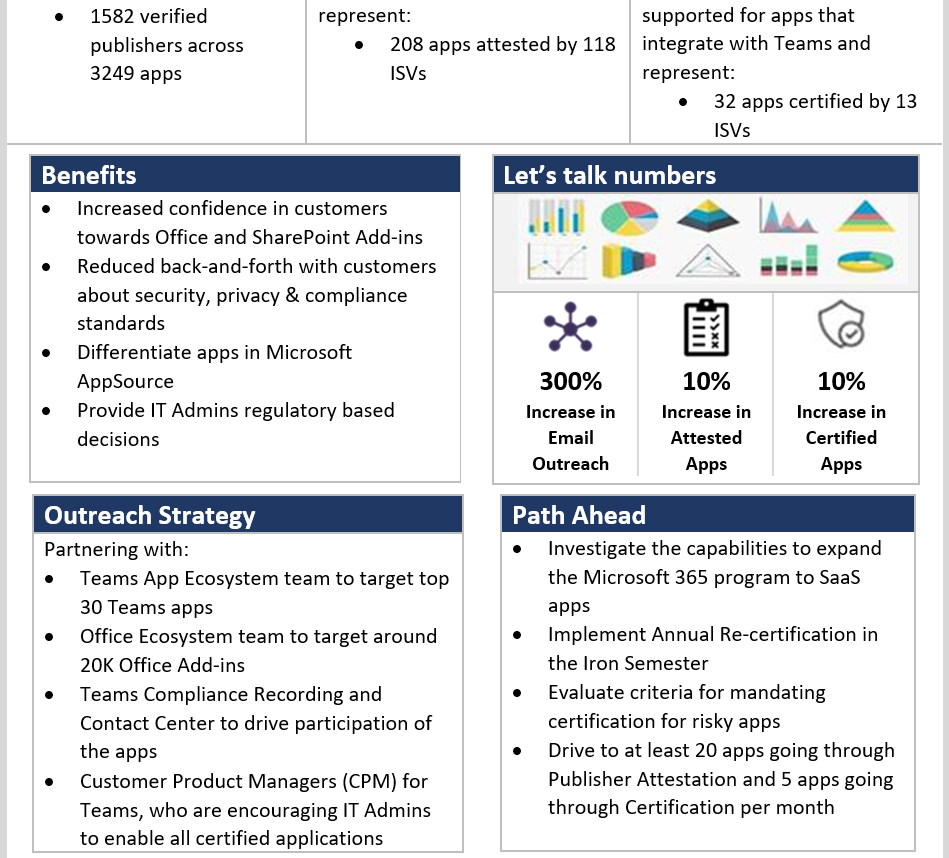 1582 verified
publishers across
3249 apps
represent:
208 apps attested by 118
ISVs
supported for apps that
integrate with Teams and
represent:
32 apps certified by 13
ISVs
Benefits
Increased confidence in customers
towards Office and SharePoint Add-ins
Reduced back-and-forth with customers
about security, privacy & compliance
standards
Differentiate apps in Microsoft
AppSource
Provide IT Admins regulatory based
decisions
Let’s talk numbers
300%
Increase in
Email
Outreach
10%
Increase in
Attested
Apps
10%
Increase in
Certified
Apps
Outreach Strategy
Partnering with:
Teams App Ecosystem team to target top
30 Teams apps
Office Ecosystem team to target around
20K Office Add-ins
Teams Compliance Recording and
Contact Center to drive participation of
the apps
Customer Product Managers (CPM) for
Teams, who are encouraging IT Admins
to enable all certified applications
Path Ahead
Investigate the capabilities to expand
the Microsoft 365 program to SaaS
apps
Implement Annual Re-certification in
the Iron Semester
Evaluate criteria for mandating
certification for risky apps
Drive to at least 20 apps going through
Publisher Attestation and 5 apps going
through Certification per month